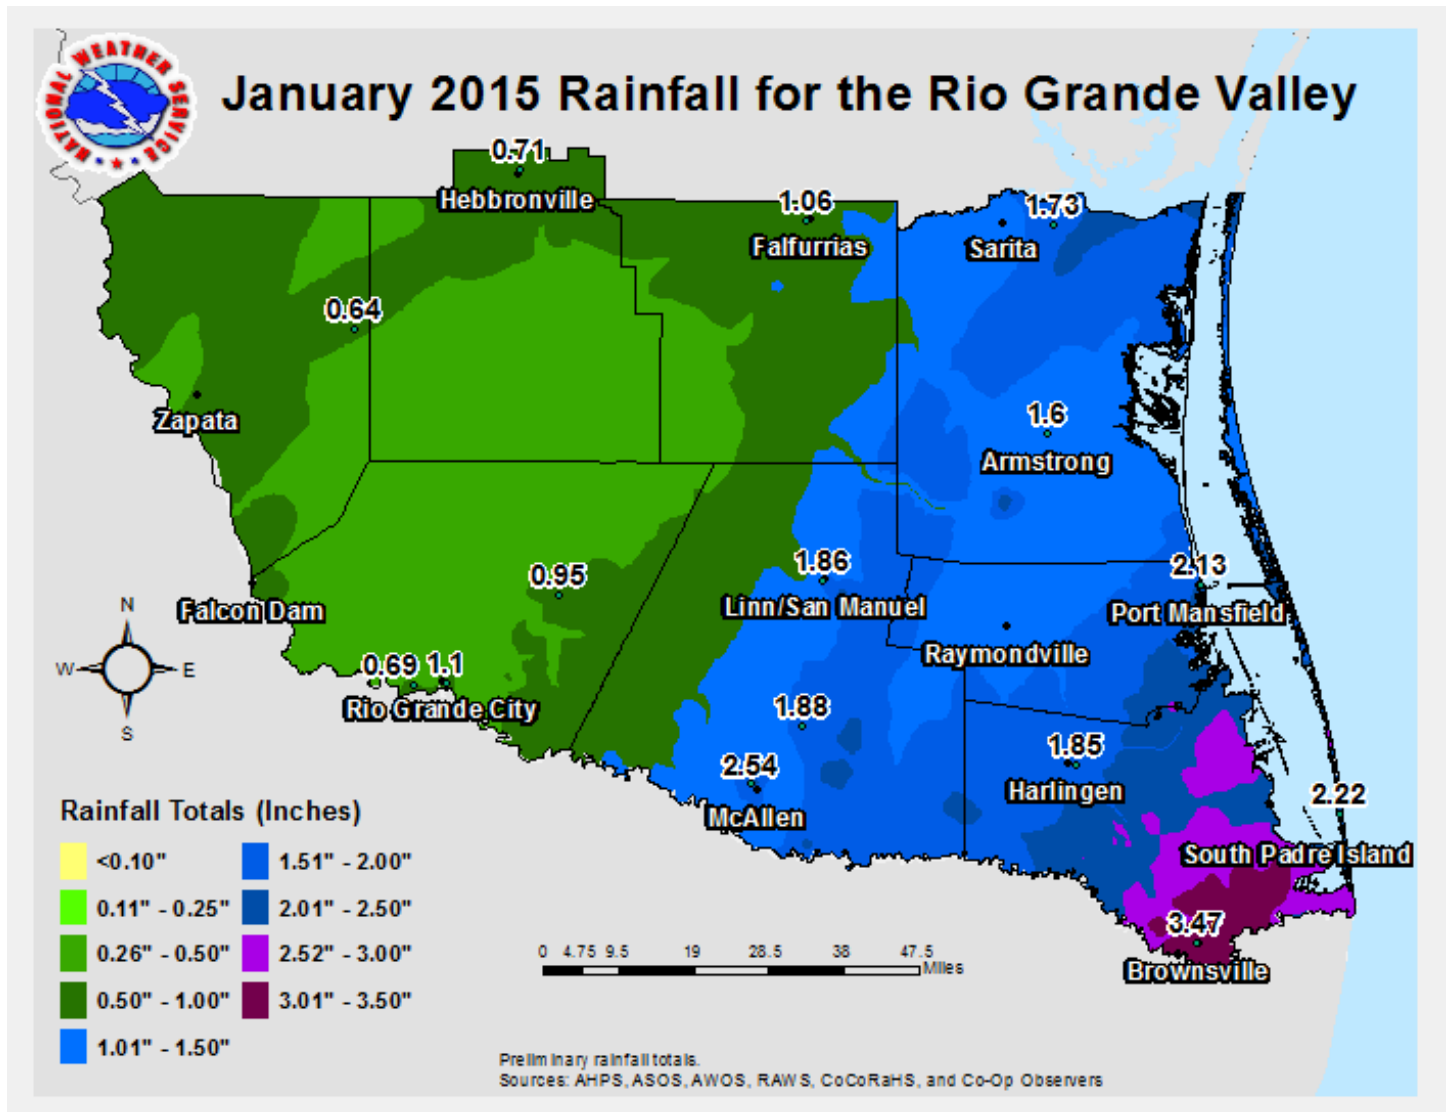 NATIONAL WEATHER SERVICE
January 2015 Rainfall for the Rio Grande Valley
0.71
Hebbronville
1.06
Falfurrias
1.73
Sarita
0.64
Zapata
1.6
Armstrong
0.95
1.86
2.13
Falcon Dam
Linn/San Manuel
Port Mansfield
N
W E
S
0.69 1.1
Rio Grande City
Raymondville
1.88
1.85
2.54
Harlingen
2.22
McAllen
South Padre Island
3.47
Brownsville
Rainfall Totals (Inches)
<0.10" 1.51" - 2.00"
0.11" - 0.25" 2.01" - 2.50"
0.26" - 0.50" 2.52" - 3.00"
0.50" - 1.00" 3.01" - 3.50"
1.01" - 1.50"
0 4.75 9.5 19 28.5 38 47.5
Miles
Preliminary rainfall totals.
Sources: AHPS, ASOS, AWOS, RAWS, CoCoRaHS, and Co-Op Observers